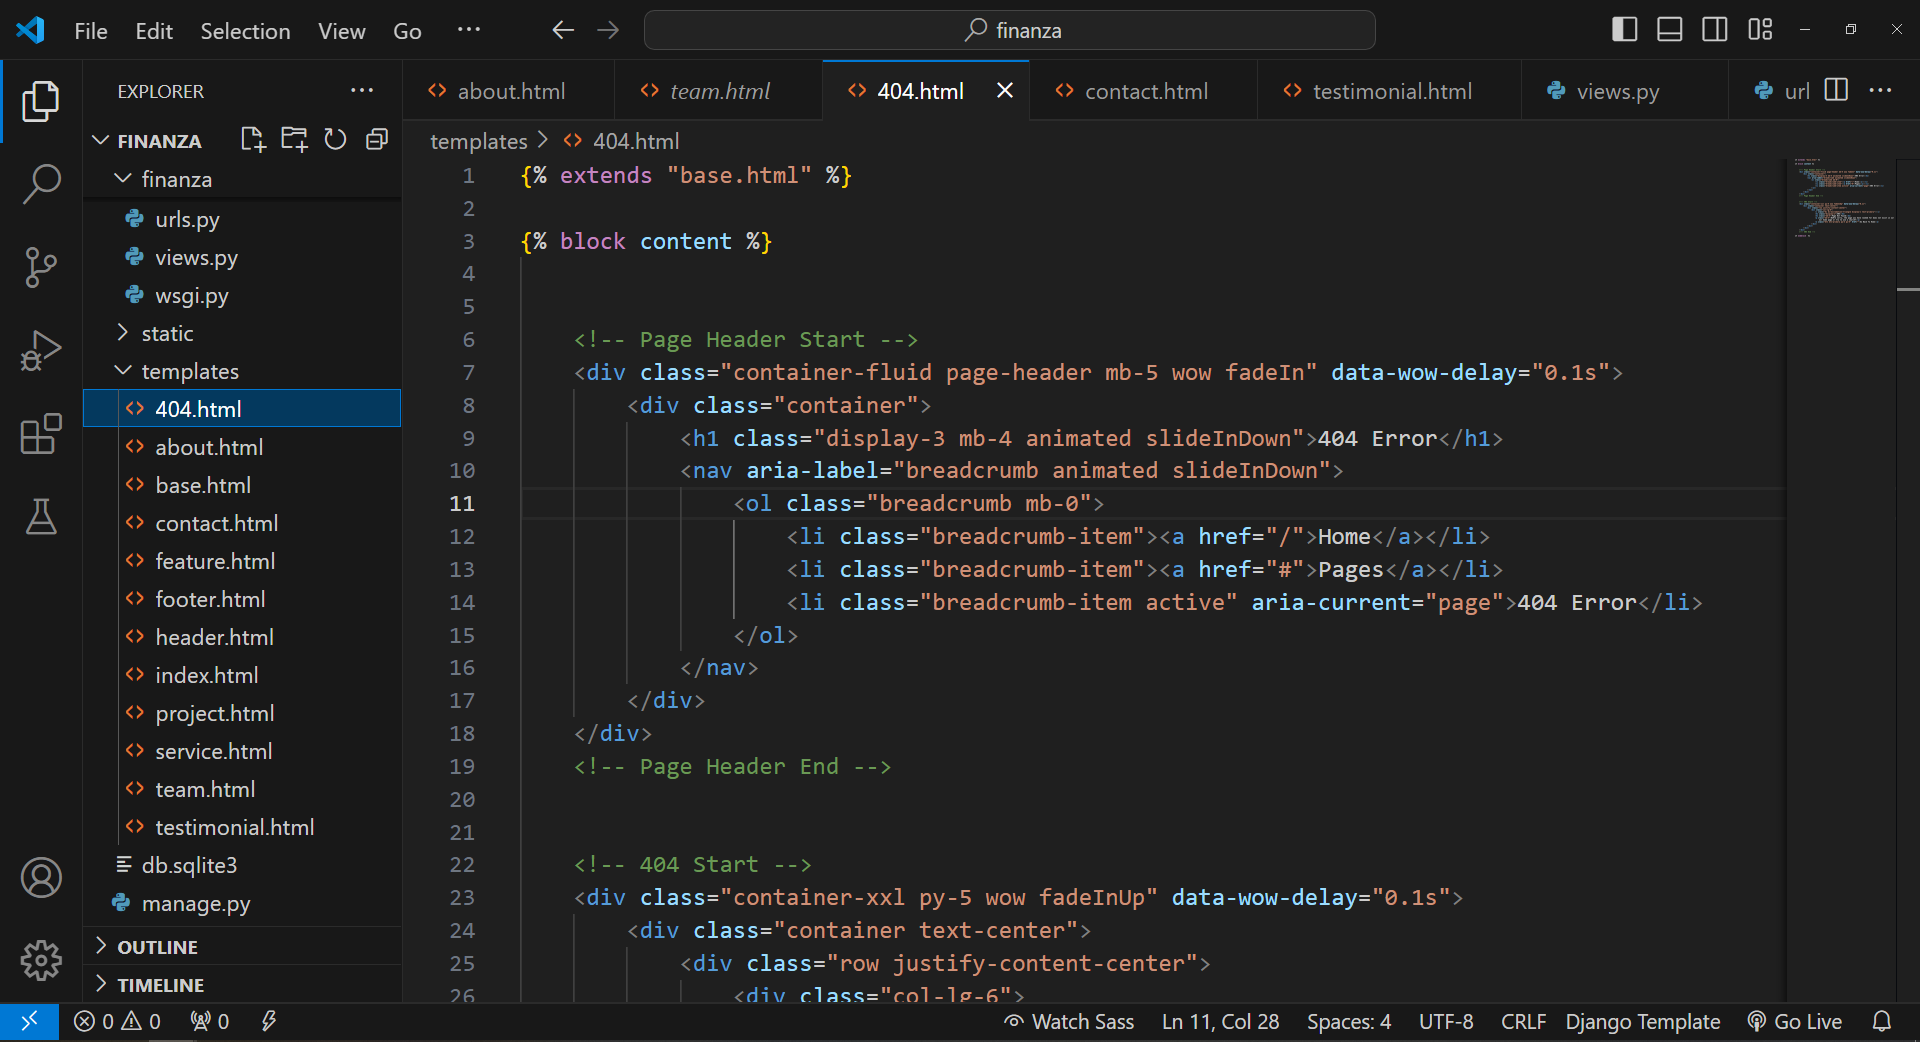 File Edit Selection View Go ···
finanza
EXPLORER ···
FINANZA
finanza
urls.py
views.py
wsgi.py
static
templates
404.html
about.html
base.html
contact.html
feature.html
footer.html
header.html
index.html
project.html
service.html
team.html
testimonial.html
db.sqlite3
manage.py
OUTLINE
TIMELINE
about.html team.html 404.html contact.html testimonial.html views.py url ···
templates > 404.html
1 {% extends "base.html" %}
2
3 {% block content %}
4
5
6 <!-- Page Header Start -->
7 <div class="container-fluid page-header mb-5 wow fadeIn" data-wow-delay="0.1s">
8 <div class="container">
9 <h1 class="display-3 mb-4 animated slideInDown">404 Error</h1>
10 <nav aria-label="breadcrumb animated slideInDown">
11 <ol class="breadcrumb mb-0">
12 <li class="breadcrumb-item"><a href="/">Home</a></li>
13 <li class="breadcrumb-item"><a href="#">Pages</a></li>
14 <li class="breadcrumb-item active" aria-current="page">404 Error</li>
15 </ol>
16 </nav>
17 </div>
18 </div>
19 <!-- Page Header End -->
20
21
22 <!-- 404 Start -->
23 <div class="container-xxl py-5 wow fadeInUp" data-wow-delay="0.1s">
24 <div class="container text-center">
25 <div class="row justify-content-center">
26 <div class="col-lg-6">
0 0 0 Watch Sass Ln 11, Col 28 Spaces: 4 UTF-8 CRLF Django Template Go Live